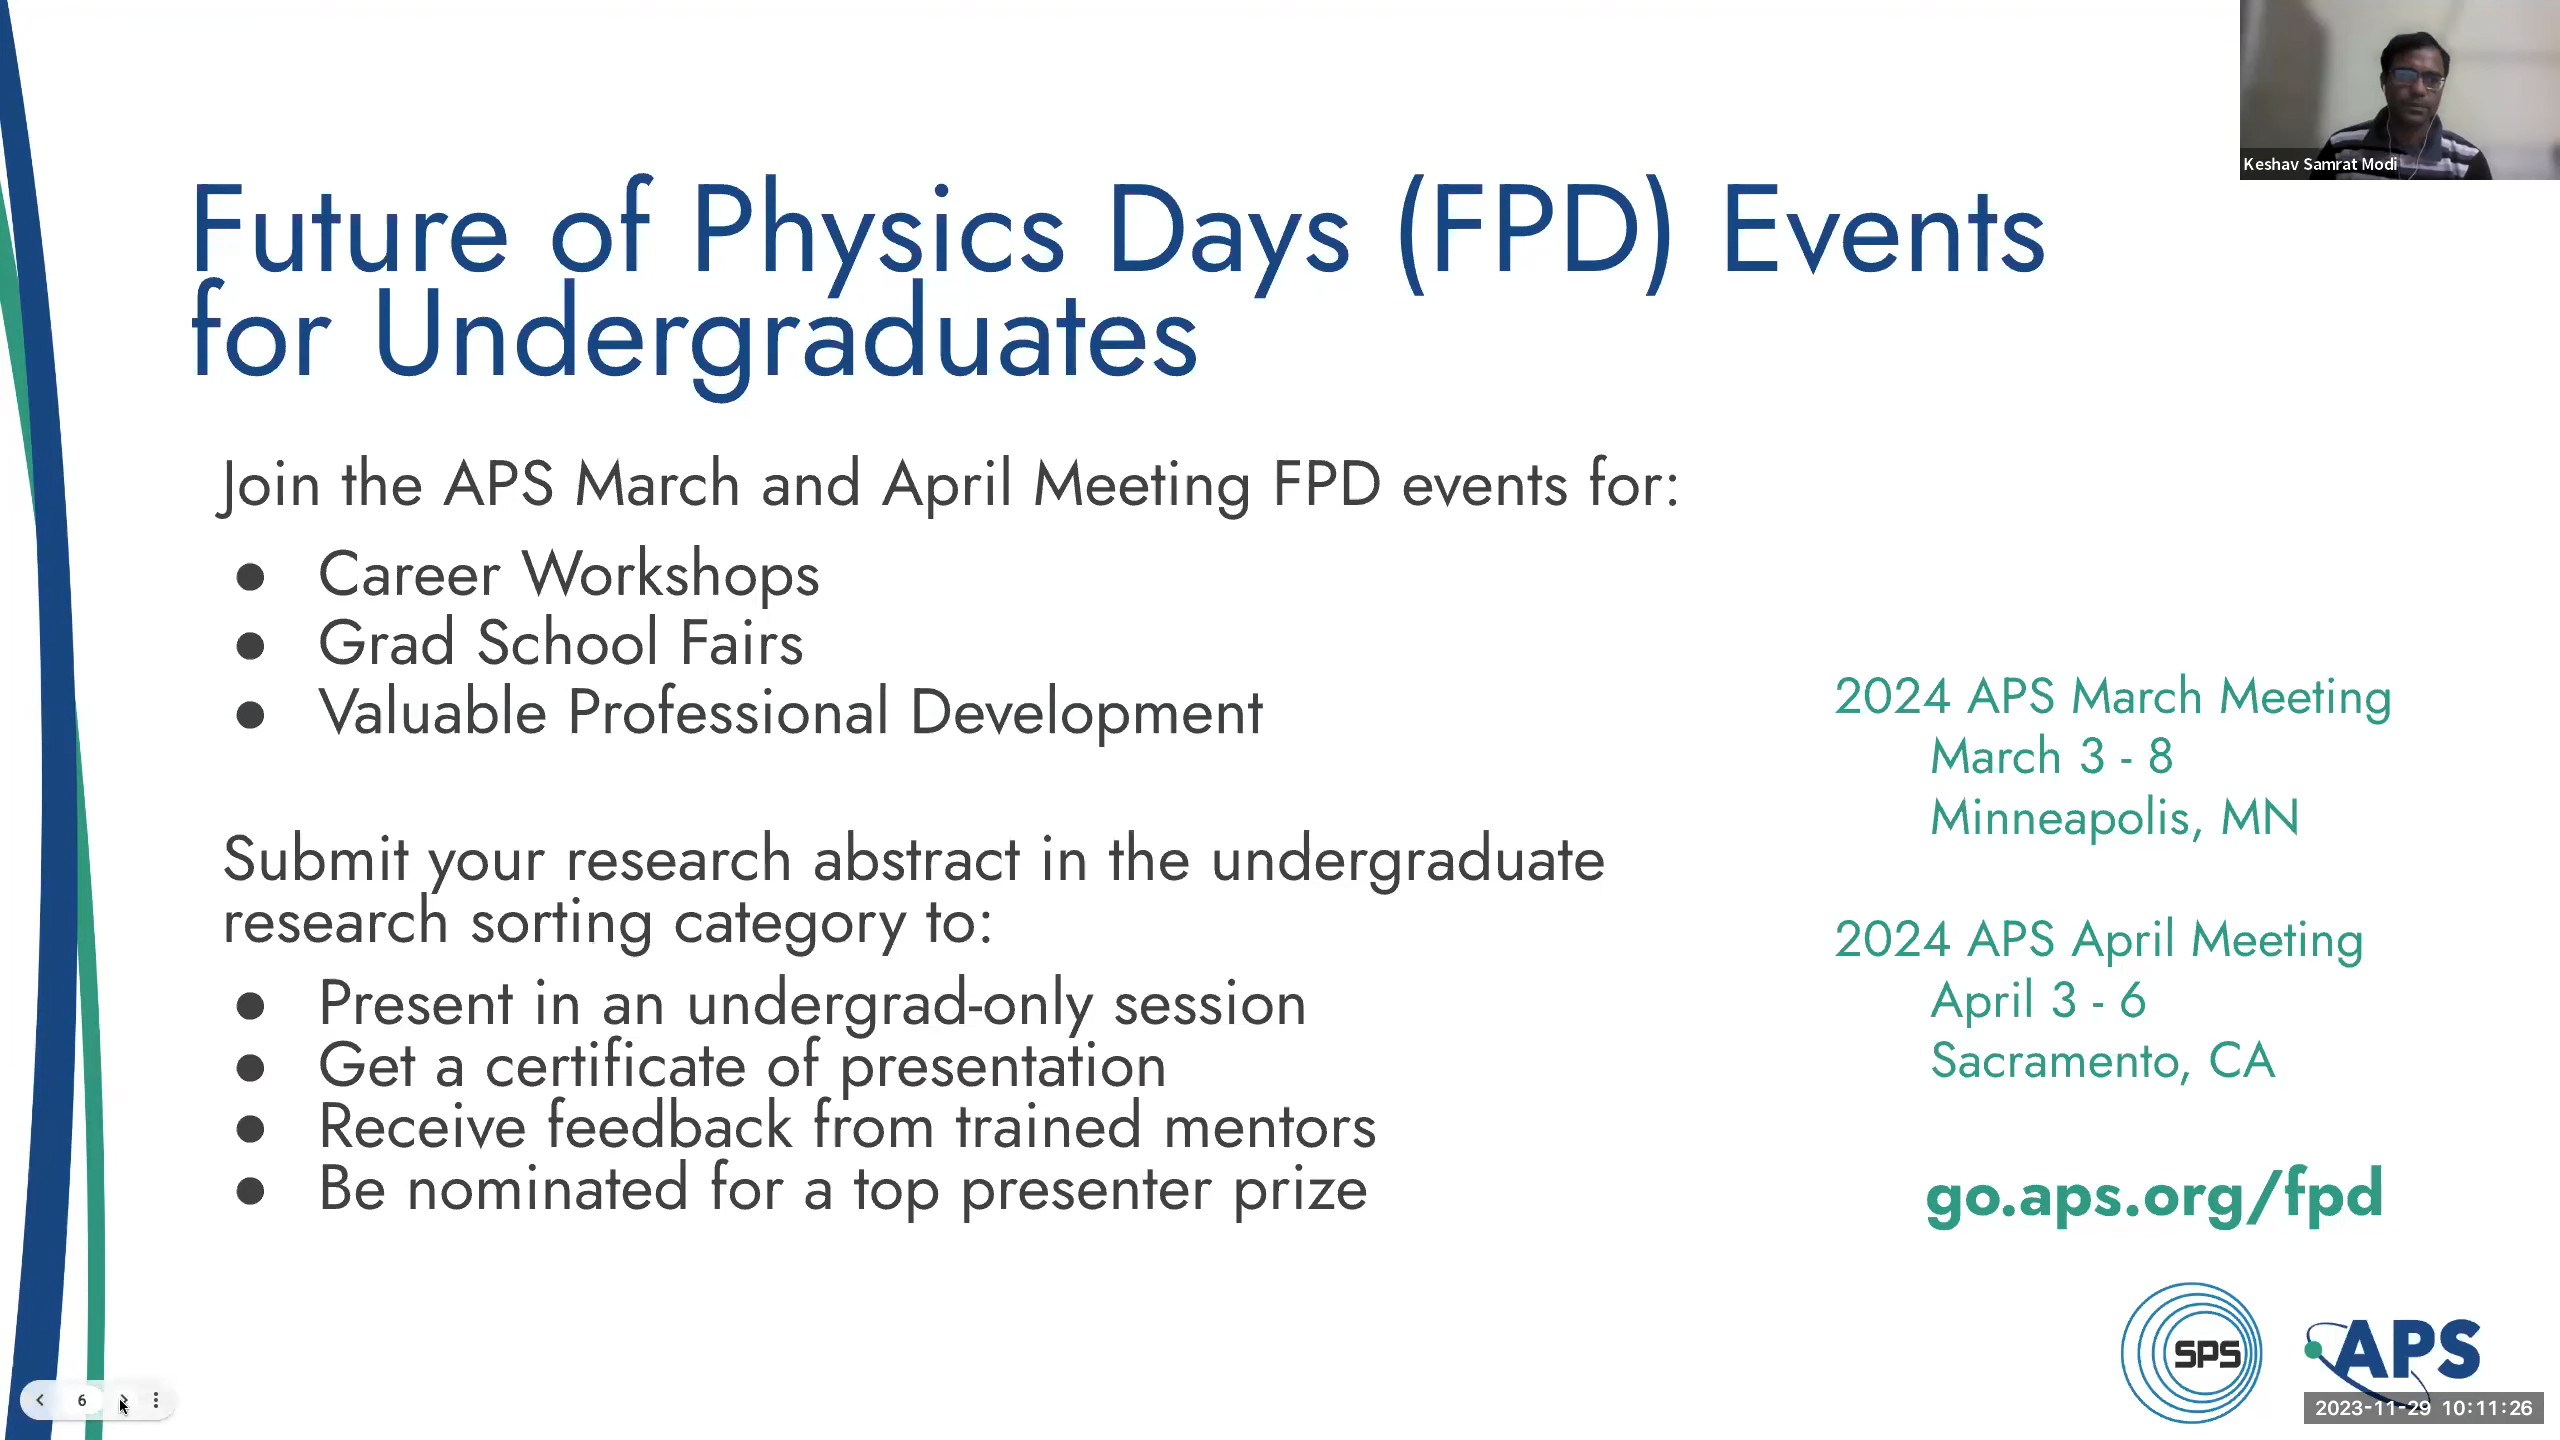 Keshav Samrat Modi
Future of Physics Days (FPD) Events
for Undergraduates
Join the APS March and April Meeting FPD events for:
● Career Workshops
● Grad School Fairs
● Valuable Professional Development
Submit your research abstract in the undergraduate
research sorting category to:
● Present in an undergrad-only session
● Get a certificate of presentation
● Receive feedback from trained mentors
● Be nominated for a top presenter prize
2024 APS March Meeting
March 3 - 8
Minneapolis, MN
2024 APS April Meeting
April 3 - 6
Sacramento, CA
go.aps.org/fpd
SPS
APS
6
2023-11-29 10:11:26